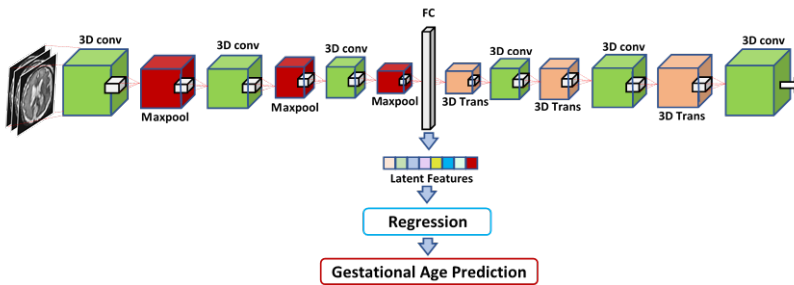 FC
3D conv
Maxpool
3D conv
Maxpool
3D conv
Maxpool
3D Trans
3D conv
3D Trans
3D conv
3D Trans
3D conv
Latent Features
Regression
Gestational Age Prediction